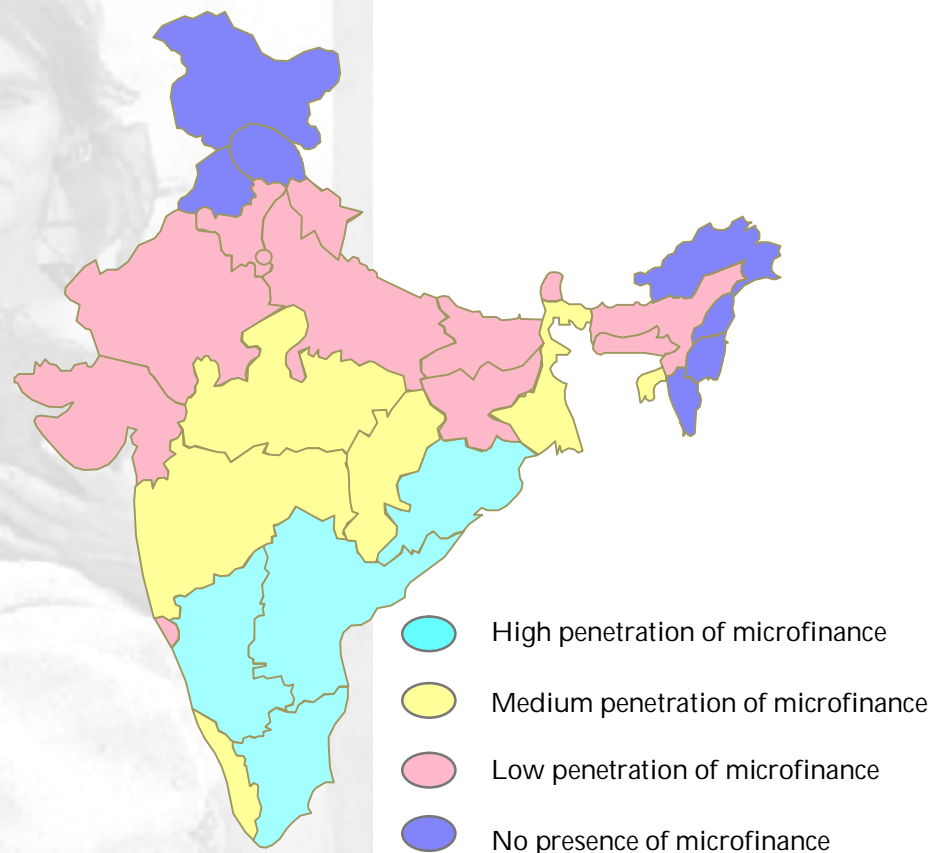 High penetration of microfinance
Medium penetration of microfinance
Low penetration of microfinance
No presence of microfinance